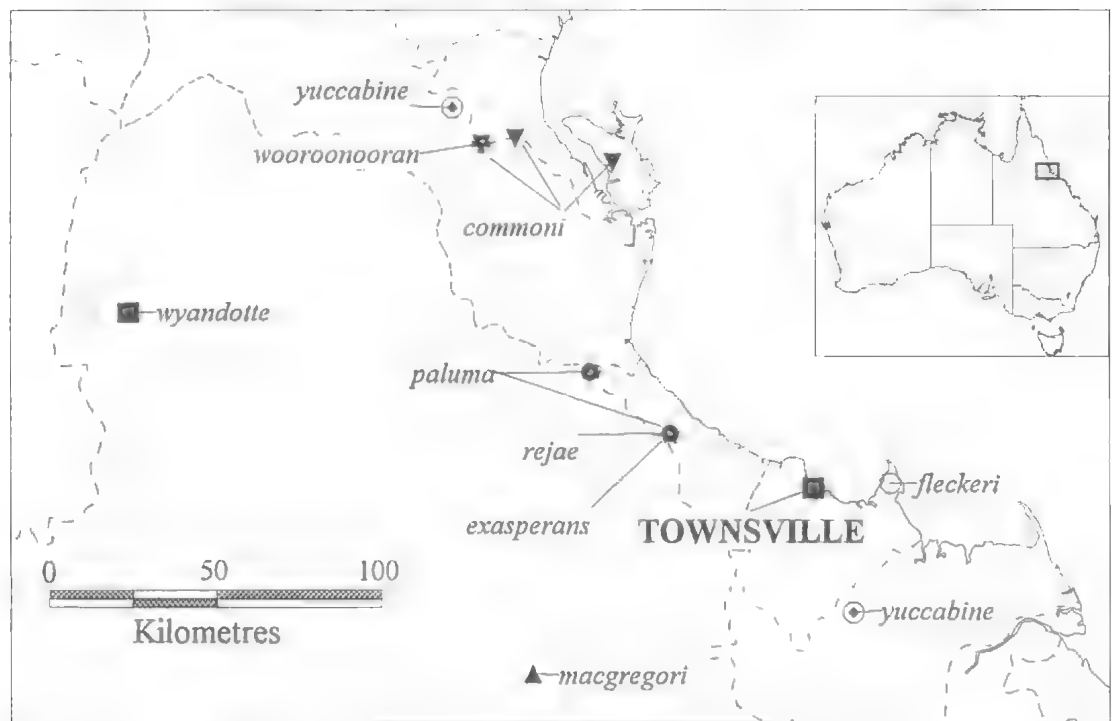 yuccabine
wooroonooran
commoni
wyandotte
paluma
rejae
exasperans
fleckeri
TOWNSVILLE
yuccabine
macgregori
0 50 100
Kilometres